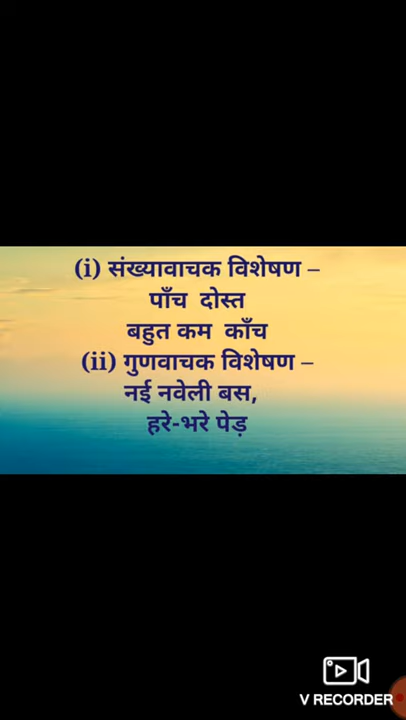 (i) संख्यावाचक विशेषण –
पाँच दोस्त
बहुत कम काँच
(ii) गुणवाचक विशेषण –
नई नवेली बस,
हरे-भरे पेड़
V RECORDER